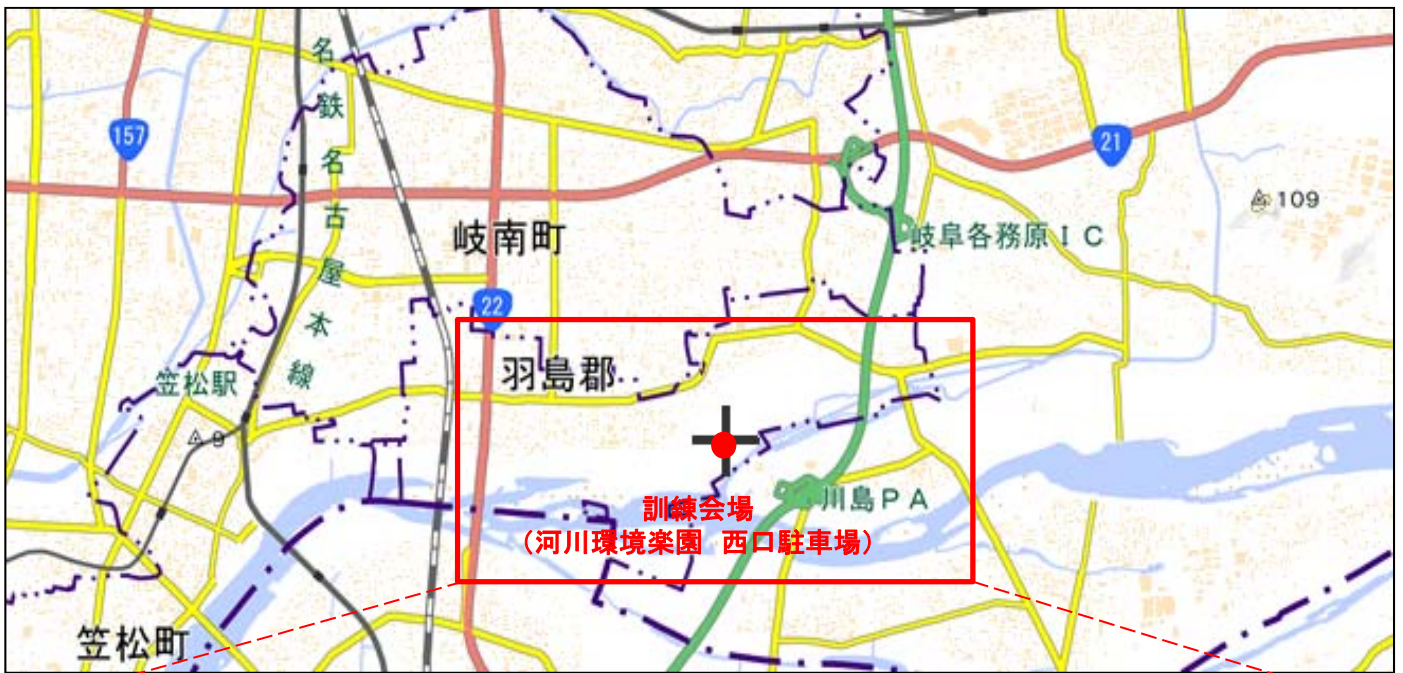 名鉄名古屋本線
157
21
109
岐南町
岐阜各務原IC
22
羽島郡
笠松駅
9
川島PA
訓練会場
(河川環境楽園 西口駐車場)
笠松町